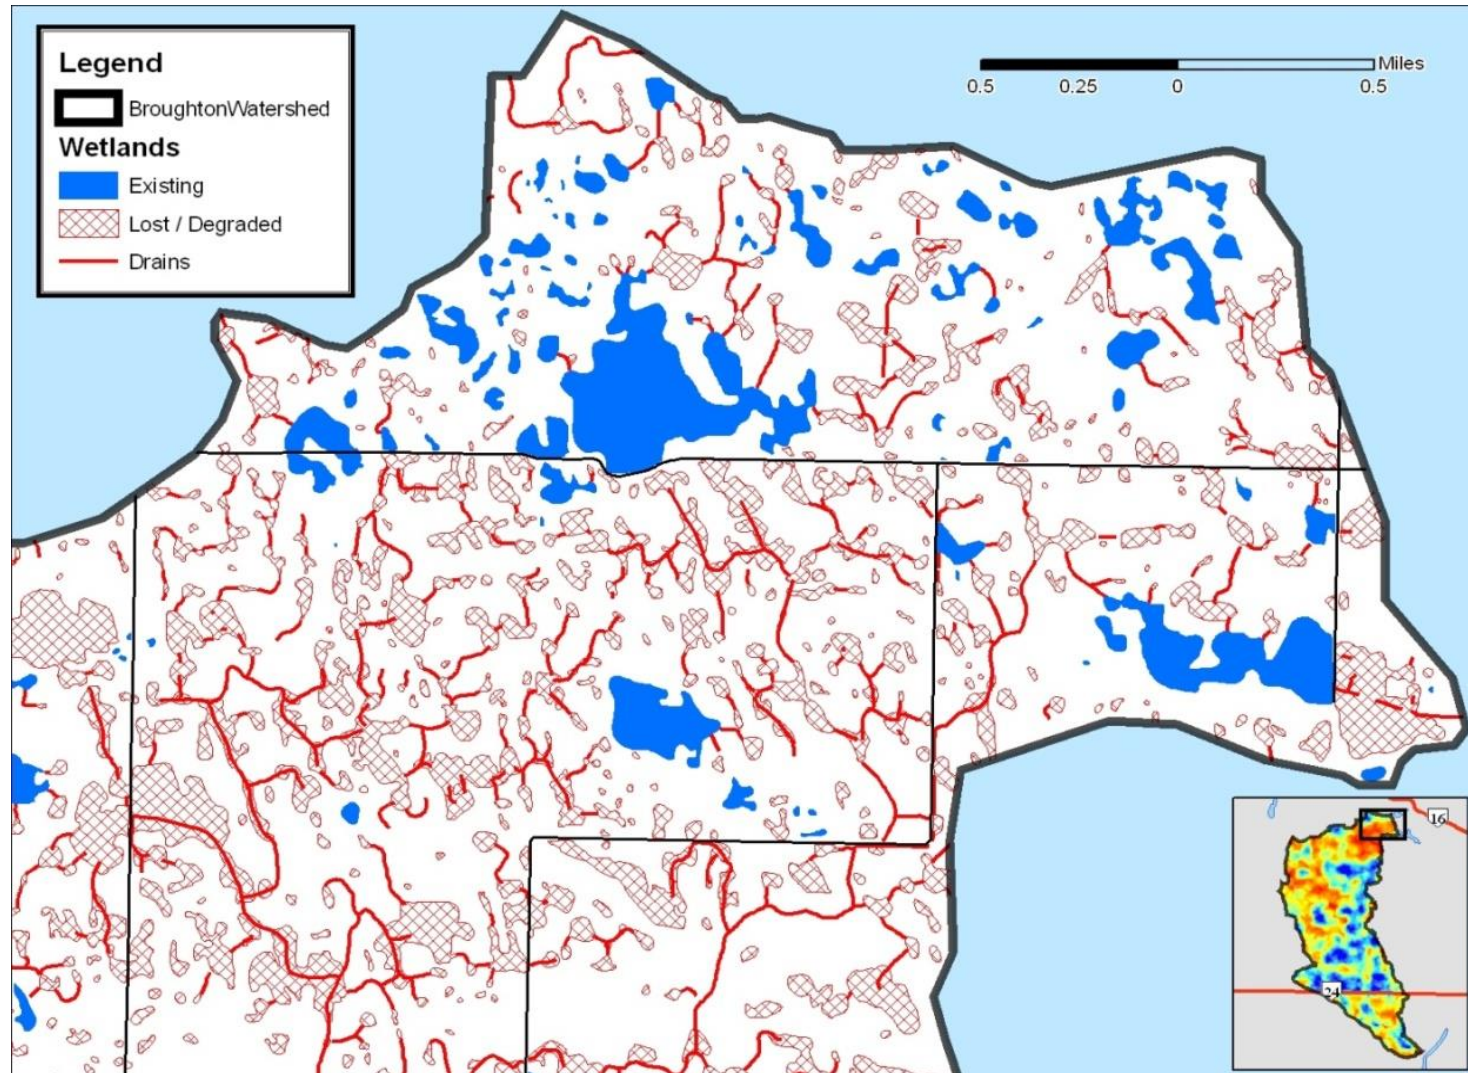 Legend
BroughtonWatershed
Wetlands
Existing
Lost / Degraded
Drains
Miles
0.5 0.25 0 0.5
16
24